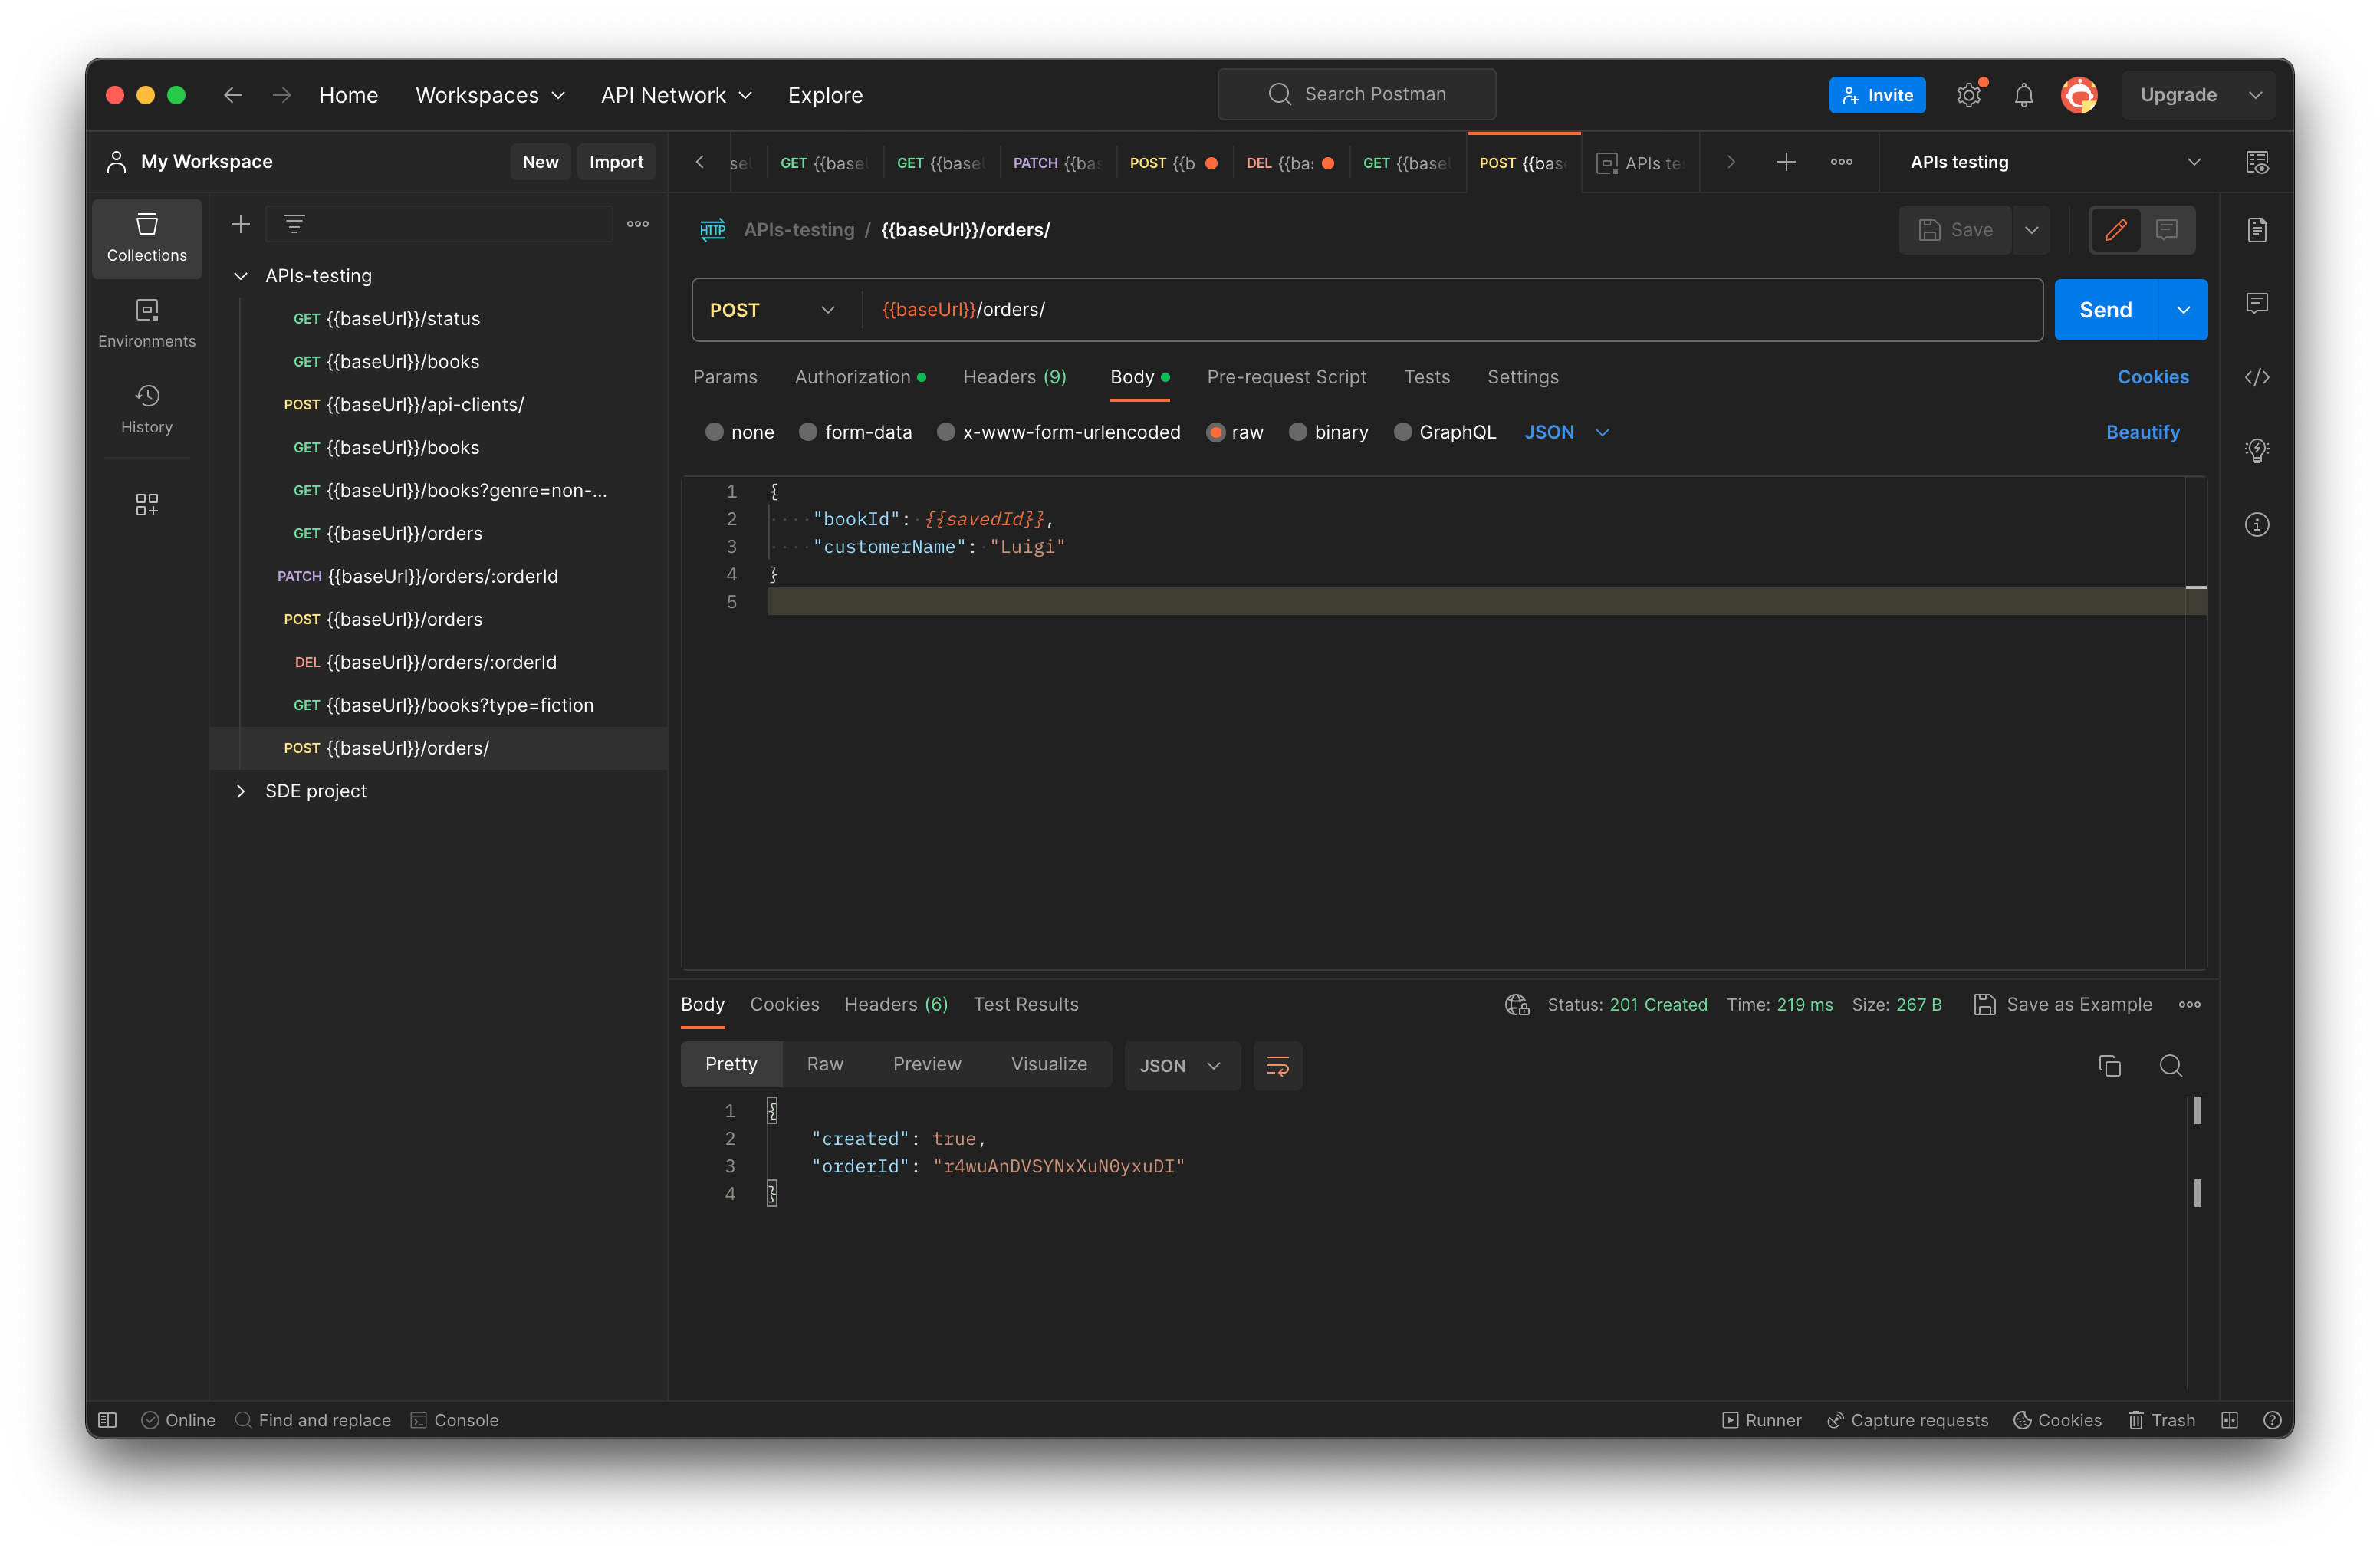 Home Workspaces API Network Explore Search Postman Invite Upgrade
My Workspace New Import
GET {{basel GET {{base PATCH {{bas POST {{b DEL {{ba: GET {{basel POST {{bas APIs te APIs testing
Collections
Environments
History
APIs-testing
GET {{baseUrl}}/status
GET {{baseUrl}}/books
POST {{baseUrl}}/api-clients/
GET {{baseUrl}}/books
GET {{baseUrl}}/books?genre=non-...
GET {{baseUrl}}/orders
PATCH {{baseUrl}}/orders/:orderId
POST {{baseUrl}}/orders
DEL {{baseUrl}}/orders/:orderId
GET {{baseUrl}}/books?type=fiction
POST {{baseUrl}}/orders/
SDE project
HTTP APIs-testing / {{baseUrl}}/orders/ Save
POST {{baseUrl}}/orders/ Send
Params Authorization Headers (9) Body Pre-request Script Tests Settings Cookies
none form-data x-www-form-urlencoded raw binary GraphQL JSON Beautify
1 {
2 "bookId": {{savedId}},
3 "customerName": "Luigi"
4 }
5
Body Cookies Headers (6) Test Results Status: 201 Created Time: 219 ms Size: 267 B Save as Example
Pretty Raw Preview Visualize JSON
1 {
2 "created": true,
3 "orderId": "r4wuAnDVSYNxXuN0yxuDI"
4 }
Online Find and replace Console Runner Capture requests Cookies Trash